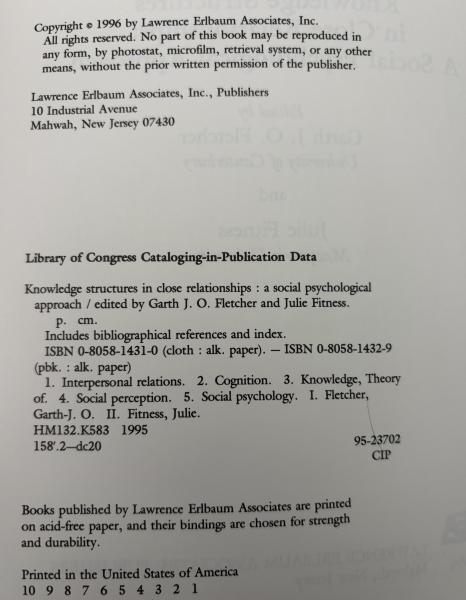 Copyright © 1996 by Lawrence Erlbaum Associates, Inc.
All rights reserved. No part of this book may be reproduced in
any form, by photostat, microfilm, retrieval system, or any other
means, without the prior written permission of the publisher.
Lawrence Erlbaum Associates, Inc., Publishers
10 Industrial Avenue
Mahwah, New Jersey 07430
Library of Congress Cataloging-in-Publication Data
Knowledge structures in close relationships : a social psychological
approach / edited by Garth J. O. Fletcher and Julie Fitness.
p. cm.
Includes bibliographical references and index.
ISBN 0-8058-1431-0 (cloth : alk. paper). — ISBN 0-8058-1432-9
(pbk. : alk. paper)
1. Interpersonal relations. 2. Cognition. 3. Knowledge, Theory
of. 4. Social perception. 5. Social psychology. I. Fletcher,
Garth-J. O. II. Fitness, Julie.
HM132.K583 1995
158'.2—dc20 95-23702
CIP
Books published by Lawrence Erlbaum Associates are printed
on acid-free paper, and their bindings are chosen for strength
and durability.
Printed in the United States of America
10 9 8 7 6 5 4 3 2 1